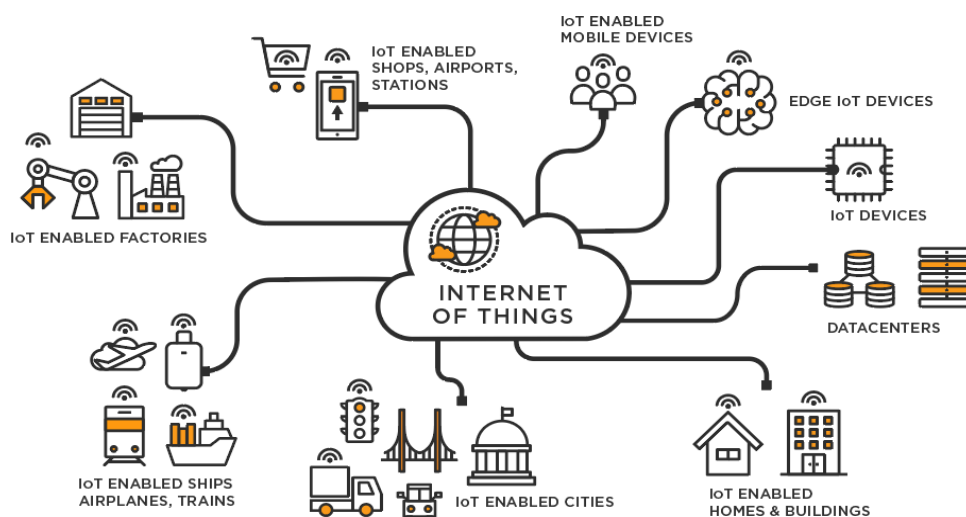 IoT ENABLED
SHOPS, AIRPORTS,
STATIONS
IoT ENABLED
MOBILE DEVICES
EDGE IoT DEVICES
IoT DEVICES
IoT ENABLED FACTORIES
INTERNET
OF THINGS
DATACENTERS
IoT ENABLED SHIPS
AIRPLANES, TRAINS
IoT ENABLED CITIES
IoT ENABLED
HOMES & BUILDINGS